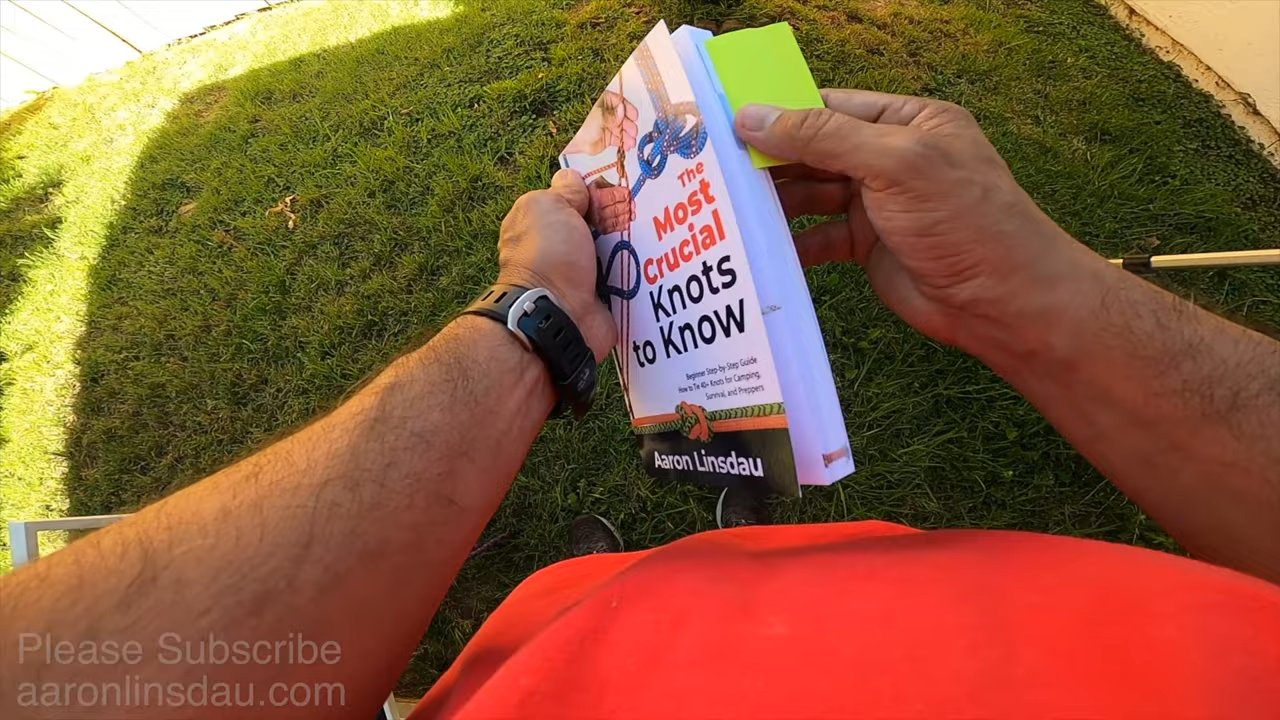 The
Most
Crucial
Knots
to Know
Beginner Step-by-Step Guide
How to Tie 40+ Knots for Camping,
Survival, and Preppers
Aaron Linsdau
Please Subscribe
aaronlinsdau.com